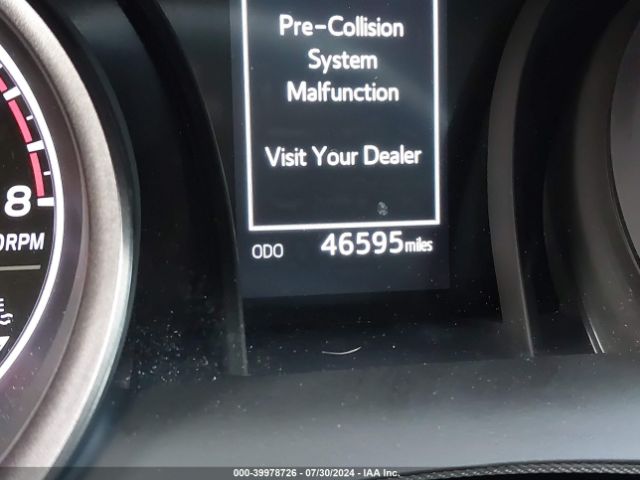 Pre-Collision
System
Malfunction
Visit Your Dealer
8
RPM
ODO 46595 miles
000-39978726 - 07/30/2024 - IAA Inc.